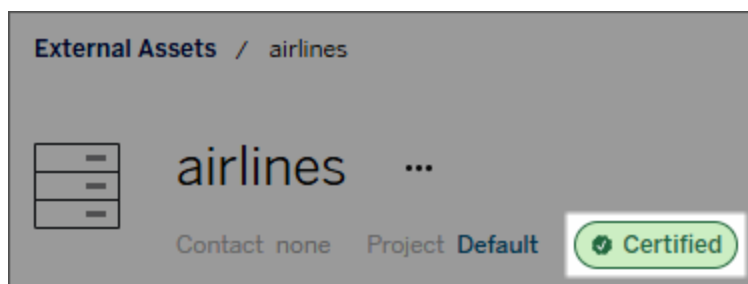 External Assets / airlines
airlines ...
Contact none Project Default Certified